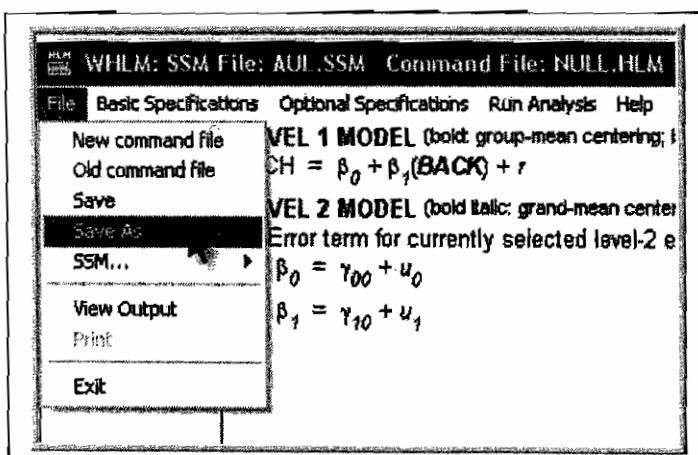 HLM WHLM: SSM File: AUL.SSM Command File: NULL.HLM
File Basic Specifications Optional Specifications Run Analysis Help
New command file
Old command file
Save
Save As
SSM...
View Output
Print
Exit
VEL 1 MODEL (bold: group-mean centering;
CH = β0 + β1(BACK) + r
VEL 2 MODEL (bold italic: grand-mean center
Error term for currently selected level-2 e
β0 = γ00 + u0
β1 = γ10 + u1